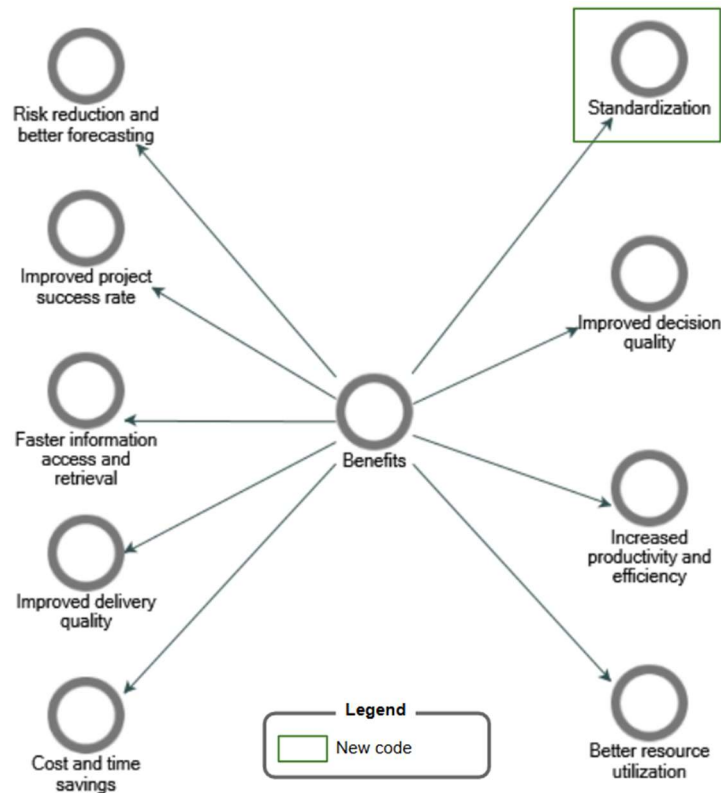 Risk reduction and
better forecasting
Standardization
Improved project
success rate
Improved decision
quality
Faster information
access and
retrieval
Benefits
Increased
productivity and
efficiency
Improved delivery
quality
Cost and time
savings
Better resource
utilization
Legend
New code